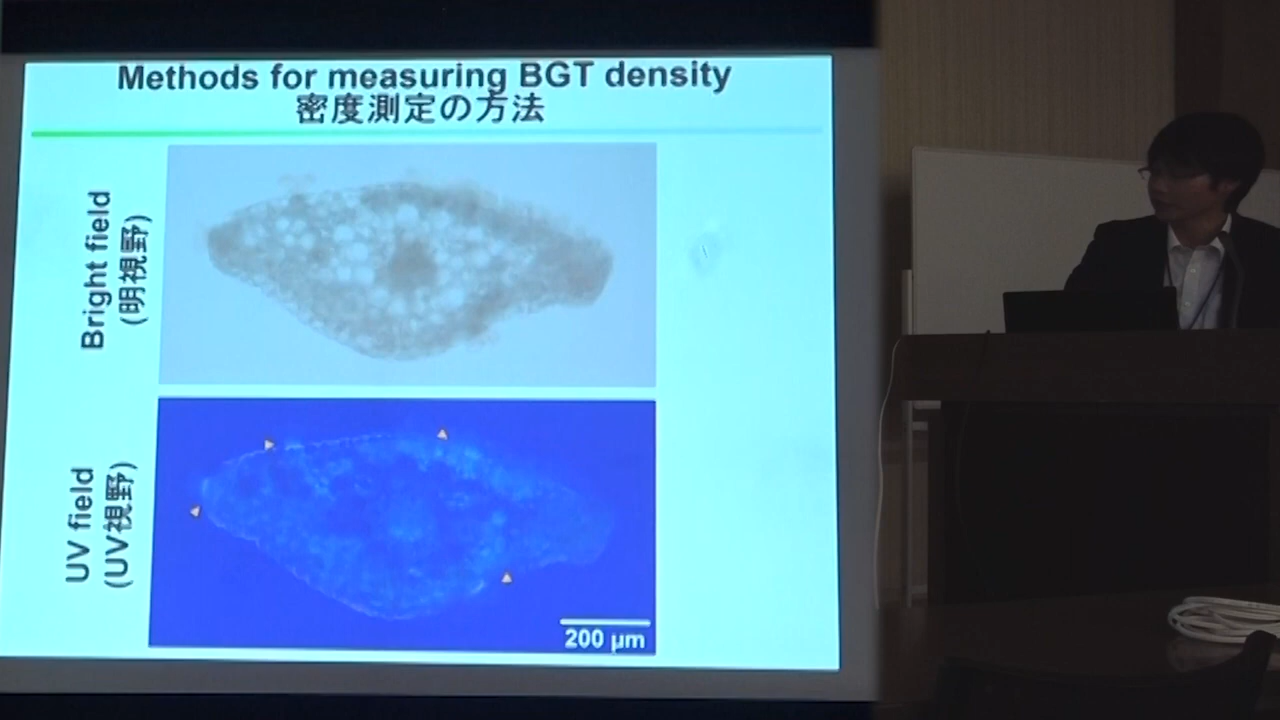 Methods for measuring BGT density
密度測定の方法
Bright field
(明視野)
UV field
(UV視野)
200 µm